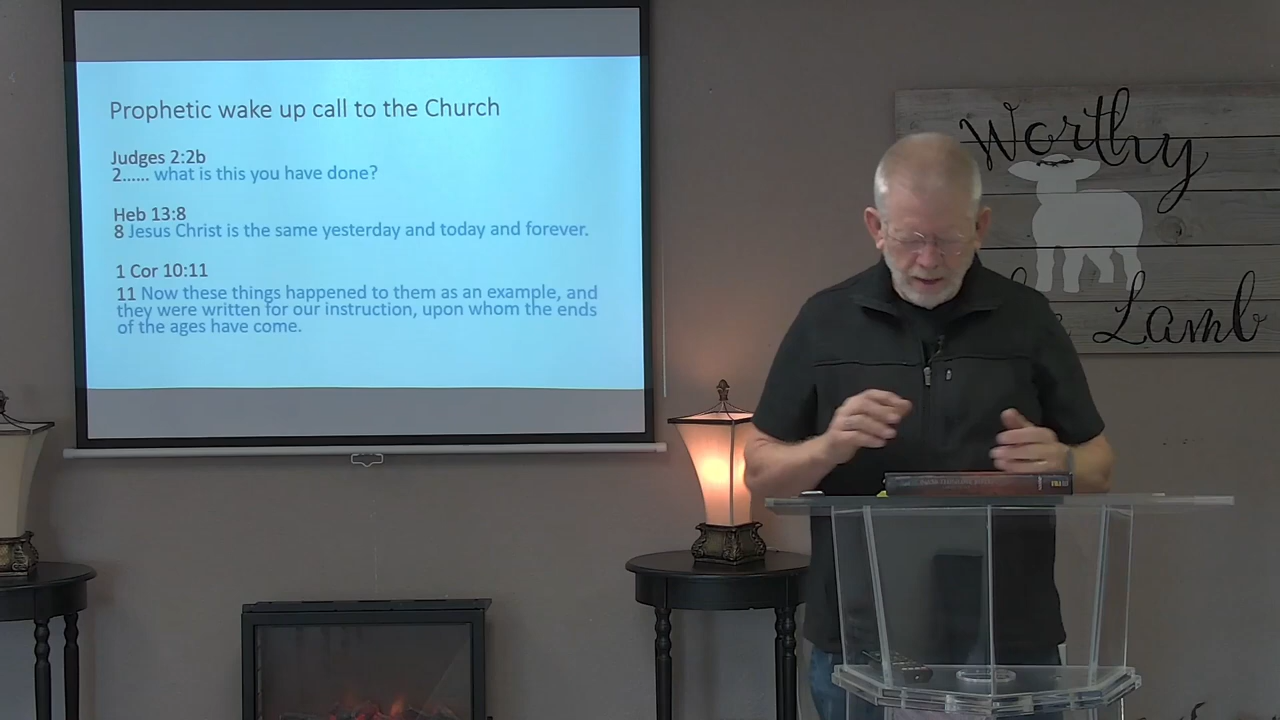 Prophetic wake up call to the Church
Judges 2:2b
2...... what is this you have done?
Heb 13:8
8 Jesus Christ is the same yesterday and today and forever.
1 Cor 10:11
11 Now these things happened to them as an example, and
they were written for our instruction, upon whom the ends
of the ages have come.
Worthy
Lamb